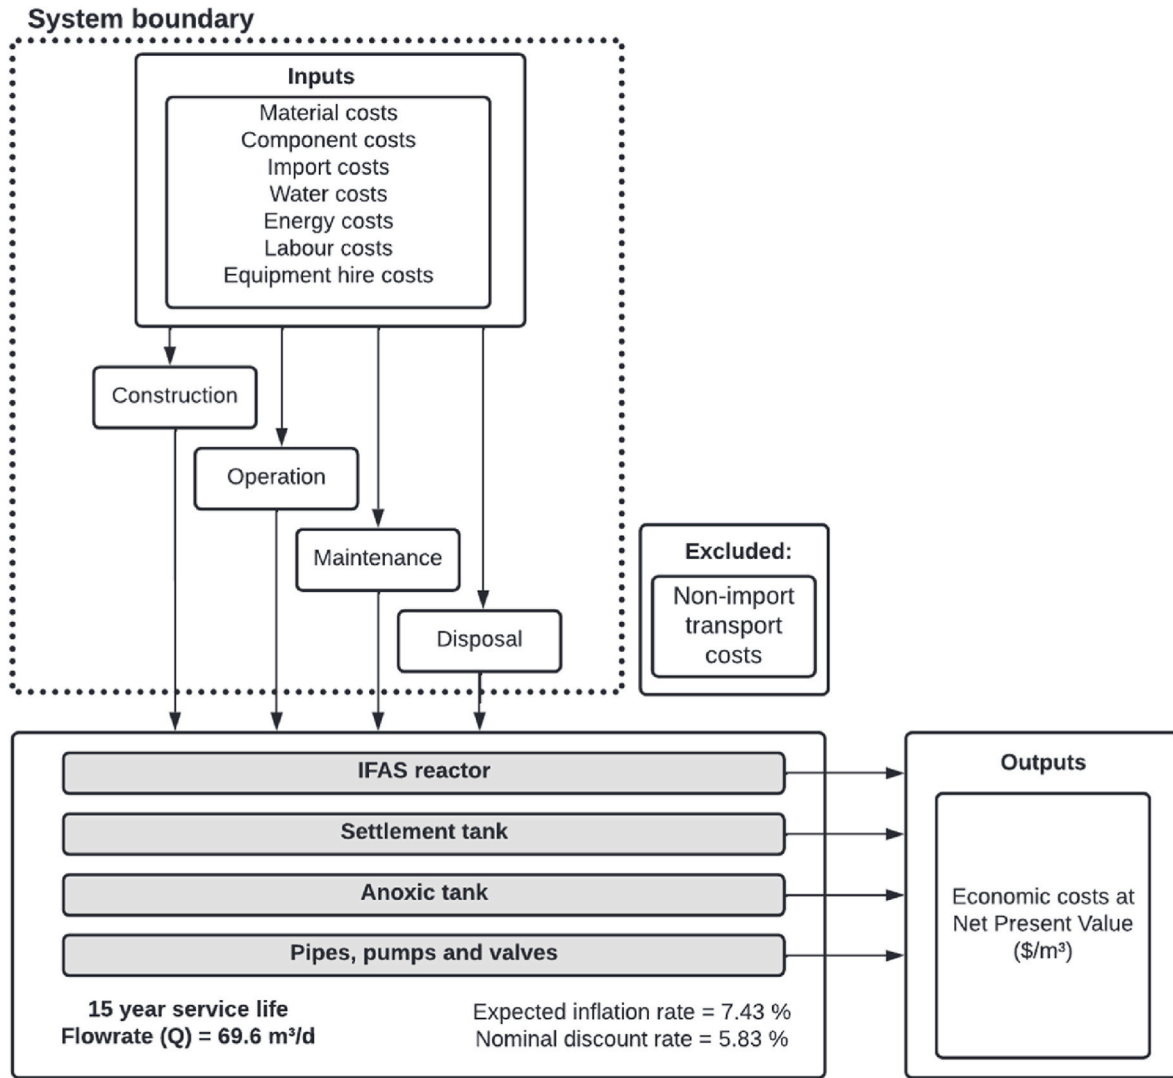 System boundary
Inputs
Material costs
Component costs
Import costs
Water costs
Energy costs
Labour costs
Equipment hire costs
Construction
Operation
Maintenance
Disposal
Excluded:
Non-import
transport
costs
IFAS reactor
Settlement tank
Anoxic tank
Pipes, pumps and valves
15 year service life
Flowrate (Q) = 69.6 m³/d
Expected inflation rate = 7.43 %
Nominal discount rate = 5.83 %
Outputs
Economic costs at
Net Present Value
($/m³)